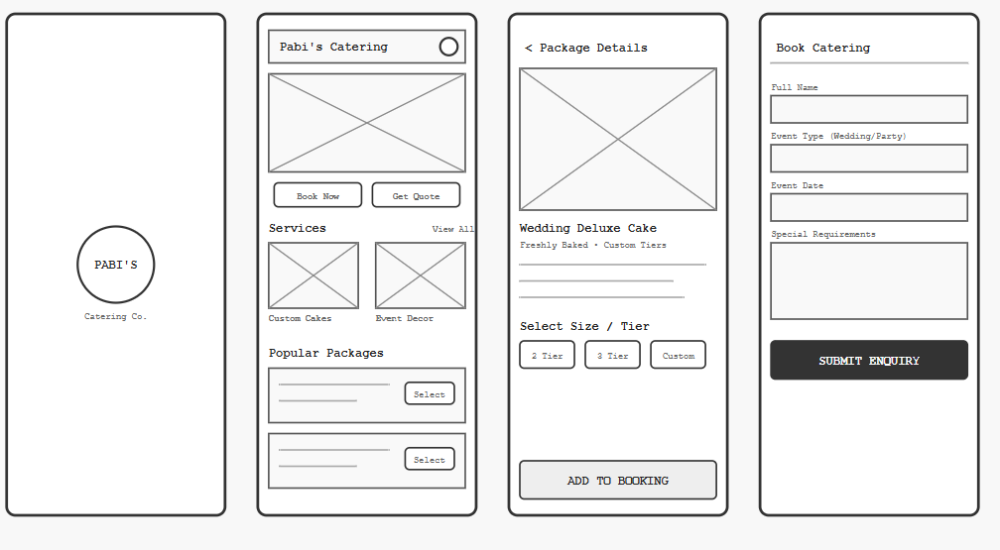 PABI'S
Catering Co.
Pabi's Catering
Book Now
Get Quote
Services
View All
Custom Cakes
Event Decor
Popular Packages
Select
Select
< Package Details
Wedding Deluxe Cake
Freshly Baked • Custom Tiers
Select Size / Tier
2 Tier
3 Tier
Custom
ADD TO BOOKING
Book Catering
Full Name
Event Type (Wedding/Party)
Event Date
Special Requirements
SUBMIT ENQUIRY